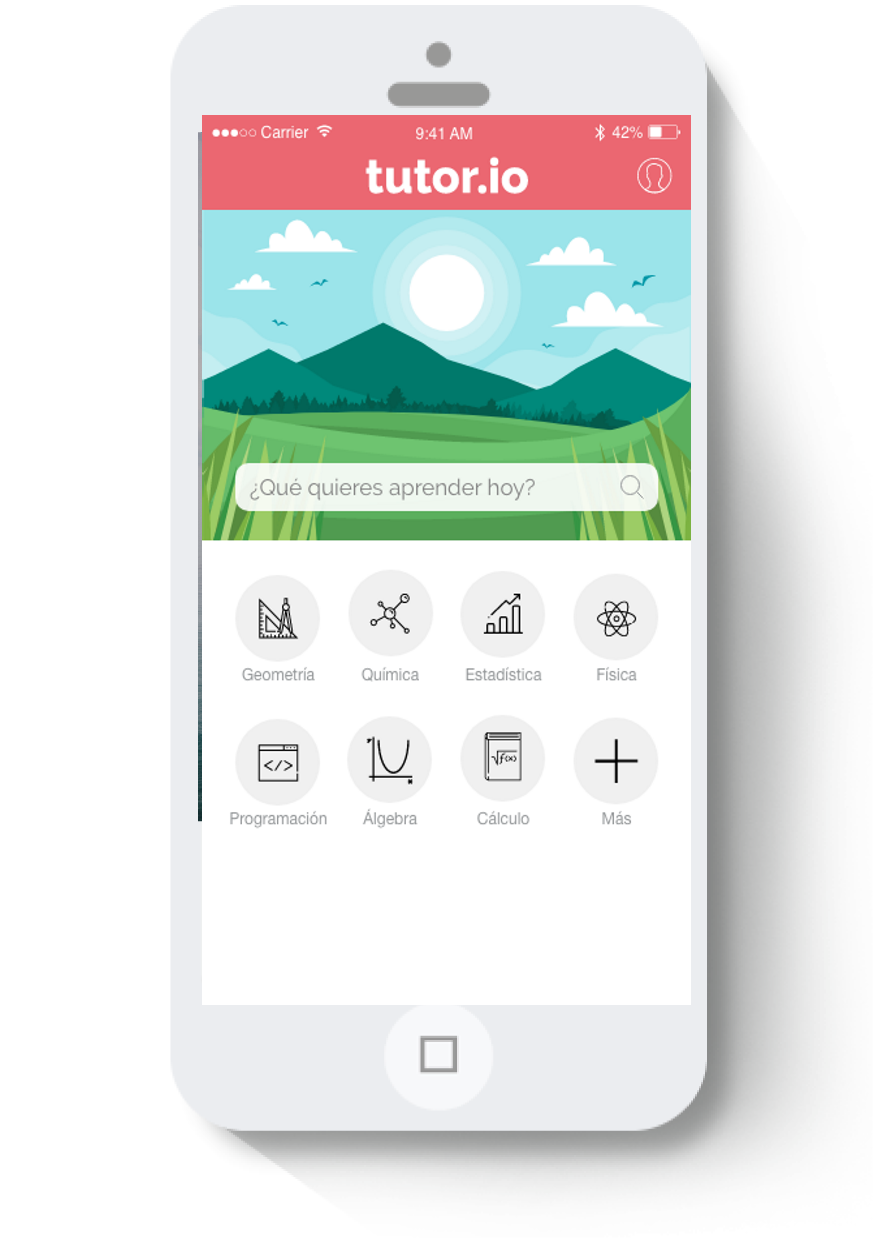 Carrier 9:41 AM 42%
tutor.io
¿Qué quieres aprender hoy?
Geometría Química Estadística Física
</> √f(x)
Programación Álgebra Cálculo Más